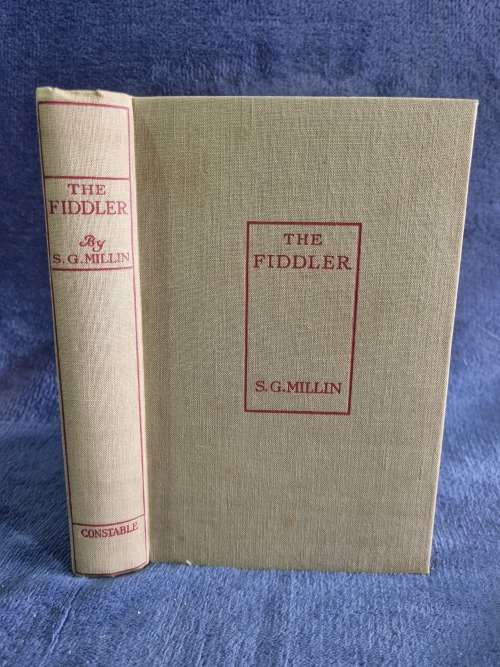 THE
FIDDLER
By
S. G. MILLIN
CONSTABLE
THE
FIDDLER
S. G. MILLIN